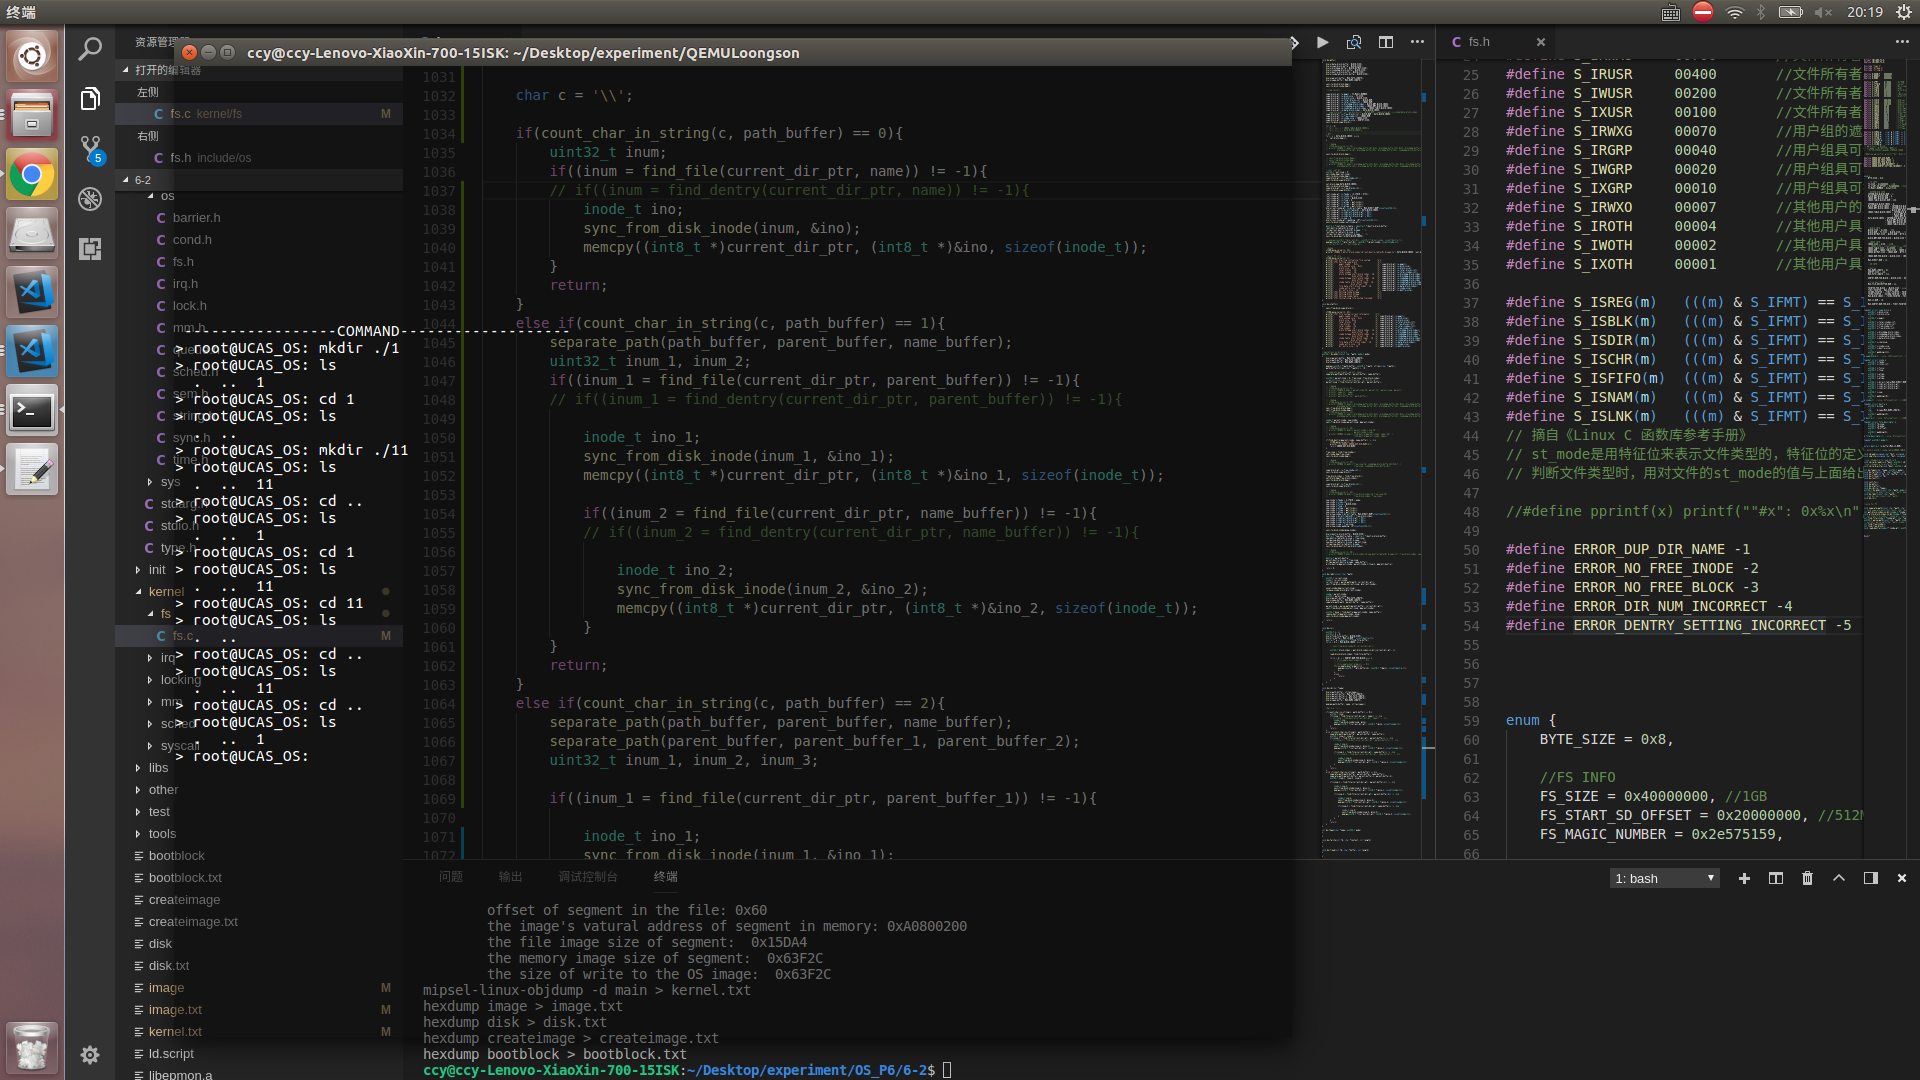 终端
20:19
资源管理
ccy@ccy-Lenovo-XiaoXin-700-15ISK: ~/Desktop/experiment/QEMULoongson
打开的编辑器
左侧
C fs.c kernel/fs M
右侧
C fs.h include/os
6-2
os
C barrier.h
C cond.h
C fs.h
C irq.h
C lock.h
C mm.h
C sched.h
C sem.h
C string.h
C sync.h
C time.h
sys
C stdarg.h
C stdio.h
C type.h
init
kernel
fs
C fs.c M
irq
locking
mm
sched
syscall
libs
other
test
tools
bootblock
bootblock.txt
createimage
createimage.txt
disk
disk.txt
image M
image.txt M
kernel.txt M
ld.script
libepmon.a
5
----------------COMMAND-------------------
> root@UCAS_OS: mkdir ./1
> root@UCAS_OS: ls
. .. 1
> root@UCAS_OS: cd 1
> root@UCAS_OS: ls
. ..
> root@UCAS_OS: mkdir ./11
> root@UCAS_OS: ls
. .. 11
> root@UCAS_OS: cd ..
> root@UCAS_OS: ls
. .. 1
> root@UCAS_OS: cd 1
> root@UCAS_OS: ls
. .. 11
> root@UCAS_OS: cd 11
> root@UCAS_OS: ls
. ..
> root@UCAS_OS: cd ..
> root@UCAS_OS: ls
. .. 11
> root@UCAS_OS: cd ..
> root@UCAS_OS: ls
. .. 1
> root@UCAS_OS:
1031
1032 char c = '\\';
1033
1034 if(count_char_in_string(c, path_buffer) == 0){
1035 uint32_t inum;
1036 if((inum = find_file(current_dir_ptr, name)) != -1){
1037 // if((inum = find_dentry(current_dir_ptr, name)) != -1){
1038 inode_t ino;
1039 sync_from_disk_inode(inum, &ino);
1040 memcpy((int8_t *)current_dir_ptr, (int8_t *)&ino, sizeof(inode_t));
1041 }
1042 return;
1043 }
1044 else if(count_char_in_string(c, path_buffer) == 1){
1045 separate_path(path_buffer, parent_buffer, name_buffer);
1046 uint32_t inum_1, inum_2;
1047 if((inum_1 = find_file(current_dir_ptr, parent_buffer)) != -1){
1048 // if((inum_1 = find_dentry(current_dir_ptr, parent_buffer)) != -1){
1049
1050 inode_t ino_1;
1051 sync_from_disk_inode(inum_1, &ino_1);
1052 memcpy((int8_t *)current_dir_ptr, (int8_t *)&ino_1, sizeof(inode_t));
1053
1054 if((inum_2 = find_file(current_dir_ptr, name_buffer)) != -1){
1055 // if((inum_2 = find_dentry(current_dir_ptr, name_buffer)) != -1){
1056
1057 inode_t ino_2;
1058 sync_from_disk_inode(inum_2, &ino_2);
1059 memcpy((int8_t *)current_dir_ptr, (int8_t *)&ino_2, sizeof(inode_t));
1060 }
1061 }
1062 return;
1063 }
1064 else if(count_char_in_string(c, path_buffer) == 2){
1065 separate_path(path_buffer, parent_buffer, name_buffer);
1066 separate_path(parent_buffer, parent_buffer_1, parent_buffer_2);
1067 uint32_t inum_1, inum_2, inum_3;
1068
1069 if((inum_1 = find_file(current_dir_ptr, parent_buffer_1)) != -1){
1070
1071 inode_t ino_1;
1072 sync_from_disk_inode(inum_1, &ino_1);
C fs.h
25 #define S_IRUSR 00400 //文件所有者
26 #define S_IWUSR 00200 //文件所有者
27 #define S_IXUSR 00100 //文件所有者
28 #define S_IRWXG 00070 //用户组的遮
29 #define S_IRGRP 00040 //用户组具可
30 #define S_IWGRP 00020 //用户组具可
31 #define S_IXGRP 00010 //用户组具可
32 #define S_IRWXO 00007 //其他用户的
33 #define S_IROTH 00004 //其他用户具
34 #define S_IWOTH 00002 //其他用户具
35 #define S_IXOTH 00001 //其他用户具
36
37 #define S_ISREG(m) (((m) & S_IFMT) == S_I
38 #define S_ISBLK(m) (((m) & S_IFMT) == S_I
39 #define S_ISDIR(m) (((m) & S_IFMT) == S_I
40 #define S_ISCHR(m) (((m) & S_IFMT) == S_I
41 #define S_ISFIFO(m) (((m) & S_IFMT) == S_I
42 #define S_ISNAM(m) (((m) & S_IFMT) == S_I
43 #define S_ISLNK(m) (((m) & S_IFMT) == S_I
44 // 摘自《Linux C 函数库参考手册》
45 // st_mode是用特征位来表示文件类型的，特征位的定义
46 // 判断文件类型时，用对文件的st_mode的值与上面给出
47
48 //#define pprintf(x) printf(""#x": 0x%x\n"
49
50 #define ERROR_DUP_DIR_NAME -1
51 #define ERROR_NO_FREE_INODE -2
52 #define ERROR_NO_FREE_BLOCK -3
53 #define ERROR_DIR_NUM_INCORRECT -4
54 #define ERROR_DENTRY_SETTING_INCORRECT -5
55
56
57
58
59 enum {
60 BYTE_SIZE = 0x8,
61
62 //FS INFO
63 FS_SIZE = 0x40000000, //1GB
64 FS_START_SD_OFFSET = 0x20000000, //512M
65 FS_MAGIC_NUMBER = 0x2e575159,
66
问题 输出 调试控制台 终端
1: bash
offset of segment in the file: 0x60
the image's vatural address of segment in memory: 0xA0800200
the file image size of segment: 0x15DA4
the memory image size of segment: 0x63F2C
the size of write to the OS image: 0x63F2C
mipsel-linux-objdump -d main > kernel.txt
hexdump image > image.txt
hexdump disk > disk.txt
hexdump createimage > createimage.txt
hexdump bootblock > bootblock.txt
ccy@ccy-Lenovo-XiaoXin-700-15ISK:~/Desktop/experiment/OS_P6/6-2$